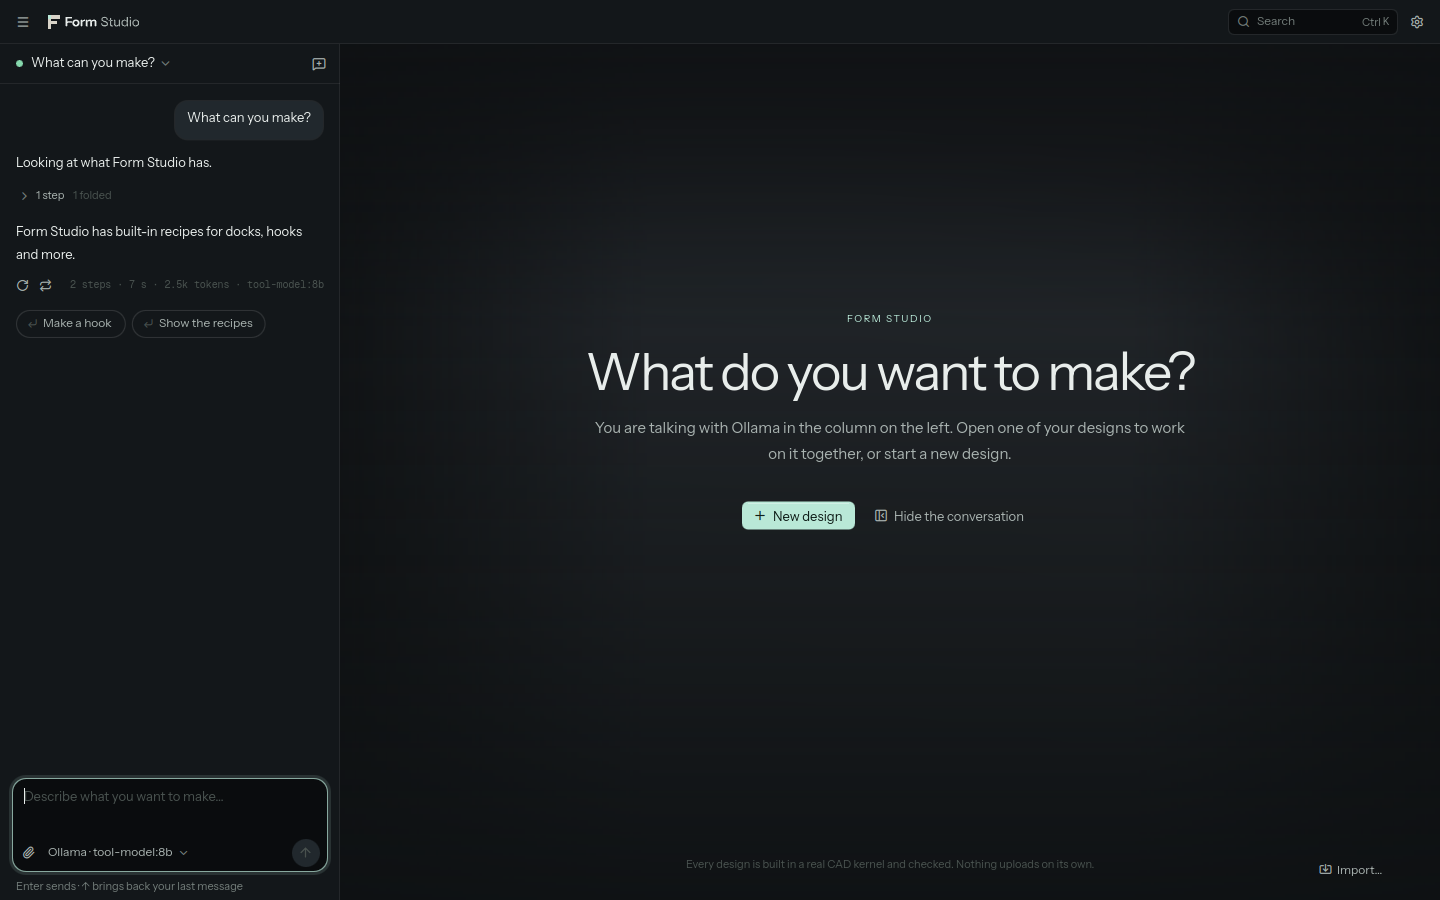 Form Studio
Search Ctrl K
What can you make?
What can you make?
Looking at what Form Studio has.
1 step 1 folded
Form Studio has built-in recipes for docks, hooks
and more.
2 steps · 7 s · 2.5k tokens · tool-model:8b
Make a hook Show the recipes
Describe what you want to make...
Ollama · tool-model:8b
Enter sends · ↑ brings back your last message
FORM STUDIO
What do you want to make?
You are talking with Ollama in the column on the left. Open one of your designs to work
on it together, or start a new design.
New design Hide the conversation
Every design is built in a real CAD kernel and checked. Nothing uploads on its own.
Import...